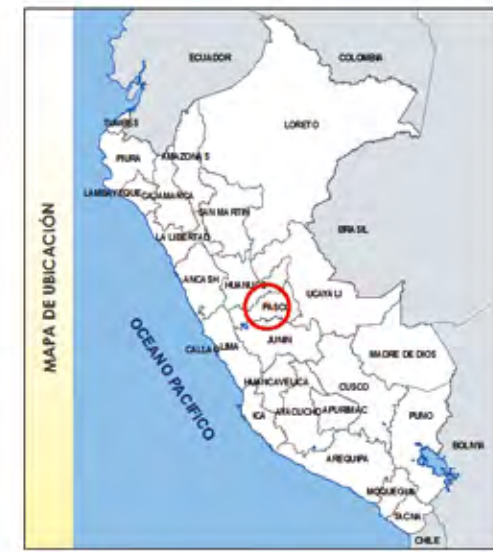 MAPA DE UBICACIÓN
ECUADOR
COLOMBIA
TUMBES
LORETO
PIURA
AMAZONAS
LAMBAYEQUE
CAJAMARCA
SAN MARTIN
LA LIBERTAD
BRASIL
ANCASH
HUANUCO
UCAYALI
PASCO
OCEANO PACIFICO
CALLAO
LIMA
JUNIN
MADRE DE DIOS
HUANCAVELICA
CUSCO
ICA
AYACUCHO
APURIMAC
PUNO
AREQUIPA
BOLIVIA
MOQUEGUA
TACNA
CHILE